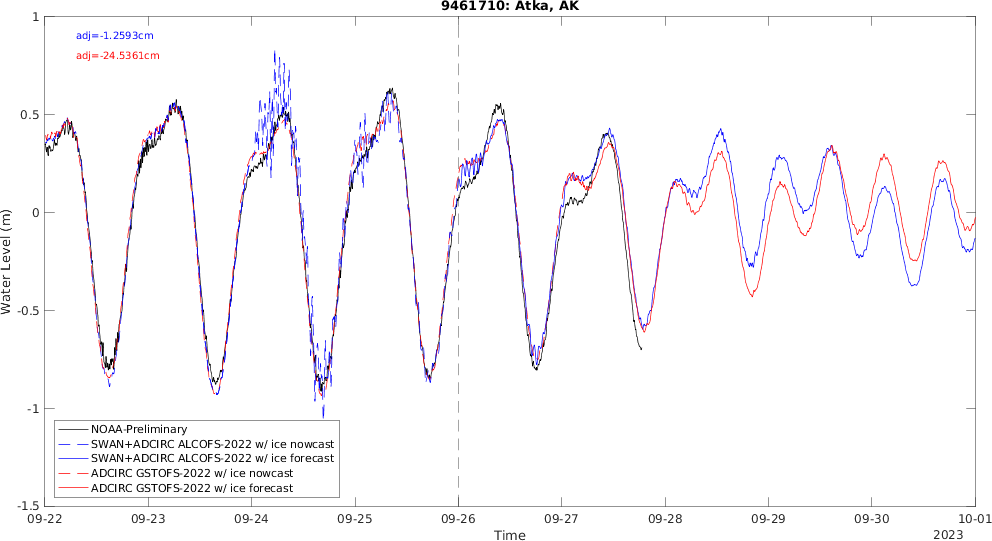 9461710: Atka, AK
adj=-1.2593cm
adj=-24.5361cm
Water Level (m)
1
0.5
0
-0.5
-1
-1.5
NOAA-Preliminary
SWAN+ADCIRC ALCOFS-2022 w/ ice nowcast
SWAN+ADCIRC ALCOFS-2022 w/ ice forecast
ADCIRC GSTOFS-2022 w/ ice nowcast
ADCIRC GSTOFS-2022 w/ ice forecast
09-22 09-23 09-24 09-25 09-26 09-27 09-28 09-29 09-30 10-01
Time
2023